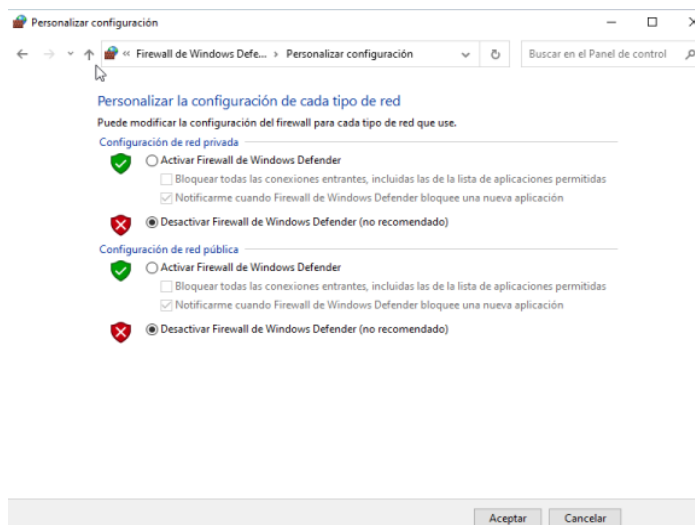 Personalizar configuración
« Firewall de Windows Defe... > Personalizar configuración
Buscar en el Panel de control
Personalizar la configuración de cada tipo de red
Puede modificar la configuración del firewall para cada tipo de red que use.
Configuración de red privada
Activar Firewall de Windows Defender
Bloquear todas las conexiones entrantes, incluidas las de la lista de aplicaciones permitidas
Notificarme cuando Firewall de Windows Defender bloquee una nueva aplicación
Desactivar Firewall de Windows Defender (no recomendado)
Configuración de red pública
Activar Firewall de Windows Defender
Bloquear todas las conexiones entrantes, incluidas las de la lista de aplicaciones permitidas
Notificarme cuando Firewall de Windows Defender bloquee una nueva aplicación
Desactivar Firewall de Windows Defender (no recomendado)
Aceptar Cancelar